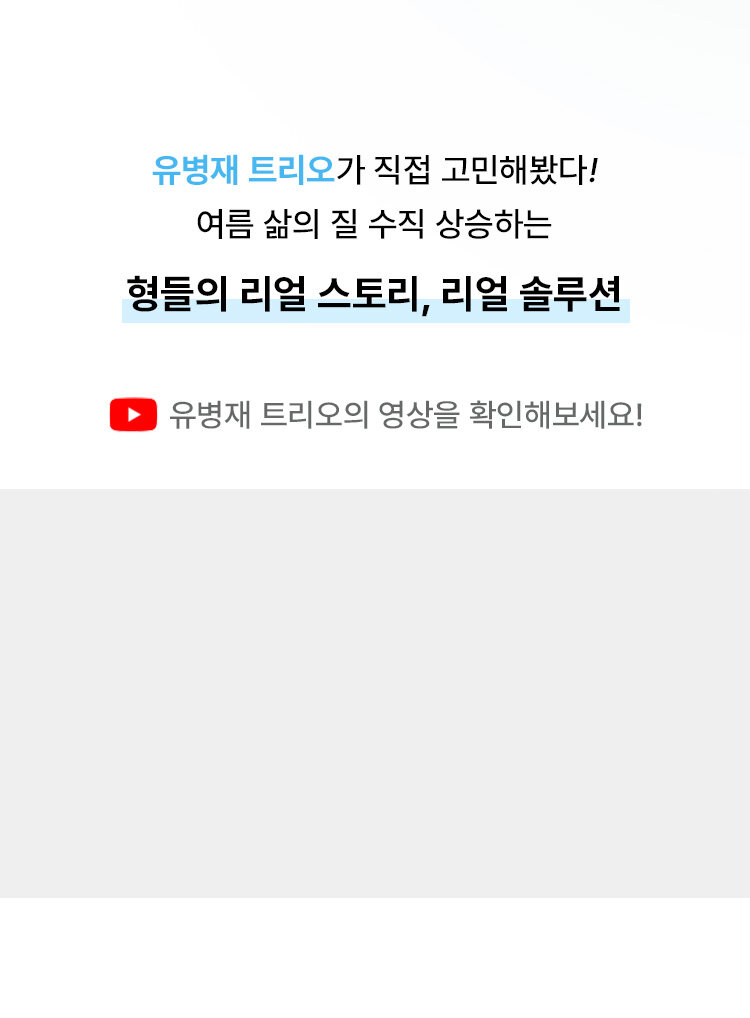 유병재 트리오가 직접 고민해봤다!
여름 삶의 질 수직 상승하는
형들의 리얼 스토리, 리얼 솔루션
유병재 트리오의 영상을 확인해보세요!